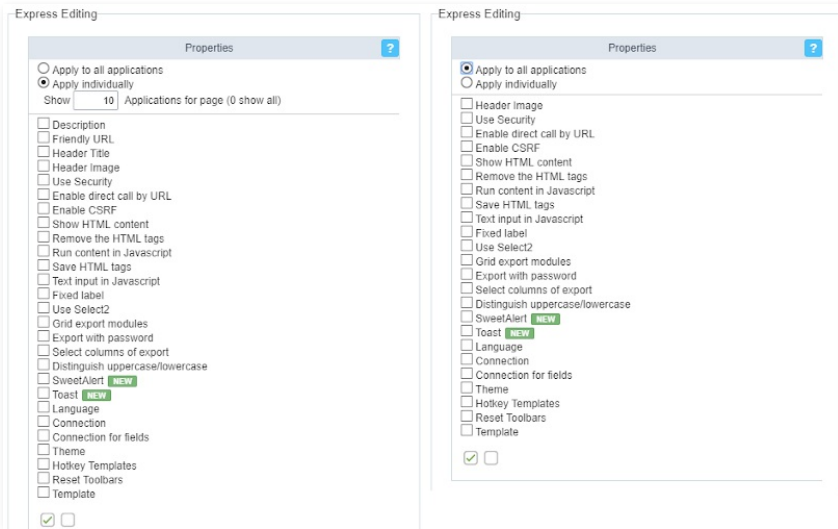 Express Editing
Properties
?
Apply to all applications
Apply individually
Show 10 Applications for page (0 show all)
Description
Friendly URL
Header Title
Header Image
Use Security
Enable direct call by URL
Enable CSRF
Show HTML content
Remove the HTML tags
Run content in Javascript
Save HTML tags
Text input in Javascript
Fixed label
Use Select2
Grid export modules
Export with password
Select columns of export
Distinguish uppercase/lowercase
SweetAlert NEW
Toast NEW
Language
Connection
Connection for fields
Theme
Hotkey Templates
Reset Toolbars
Template
Express Editing
Properties
?
Apply to all applications
Apply individually
Header Image
Use Security
Enable direct call by URL
Enable CSRF
Show HTML content
Remove the HTML tags
Run content in Javascript
Save HTML tags
Text input in Javascript
Fixed label
Use Select2
Grid export modules
Export with password
Select columns of export
Distinguish uppercase/lowercase
SweetAlert NEW
Toast NEW
Language
Connection
Connection for fields
Theme
Hotkey Templates
Reset Toolbars
Template